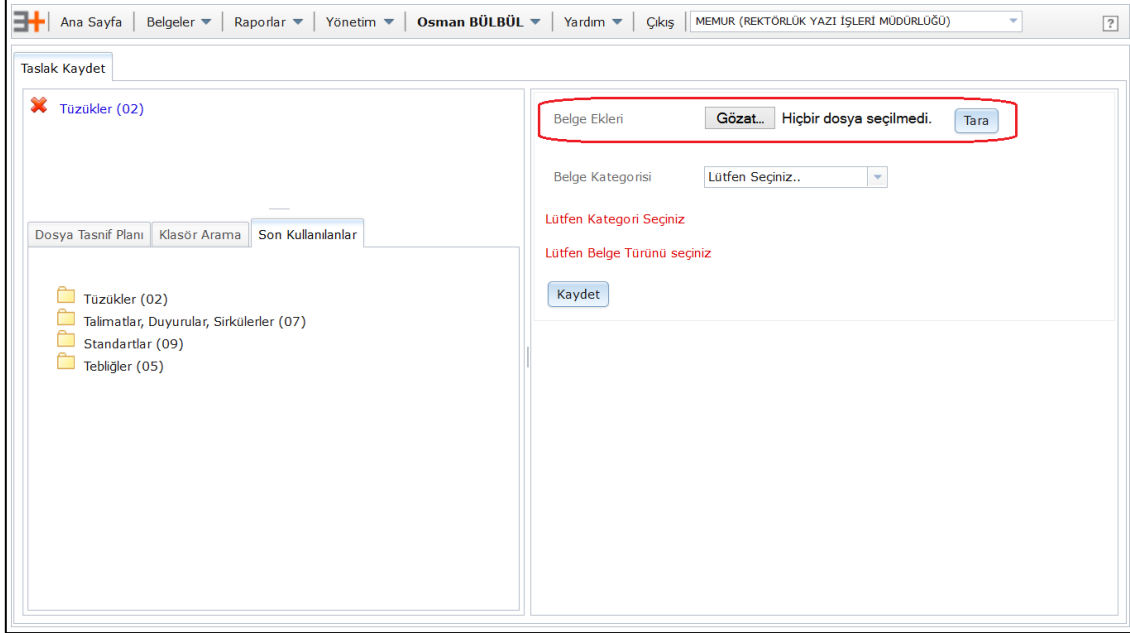 Ana Sayfa Belgeler Raporlar Yönetim Osman BÜLBÜL Yardım Çıkış MEMUR (REKTÖRLÜK YAZI İŞLERİ MÜDÜRLÜĞÜ) ?
Taslak Kaydet
Tüzükler (02)
Dosya Tasnif Planı Klasör Arama Son Kullanılanlar
Tüzükler (02)
Talimatlar, Duyurular, Sirkülerler (07)
Standartlar (09)
Tebliğler (05)
Belge Ekleri Gözat... Hiçbir dosya seçilmedi. Tara
Belge Kategorisi Lütfen Seçiniz..
Lütfen Kategori Seçiniz
Lütfen Belge Türünü seçiniz
Kaydet